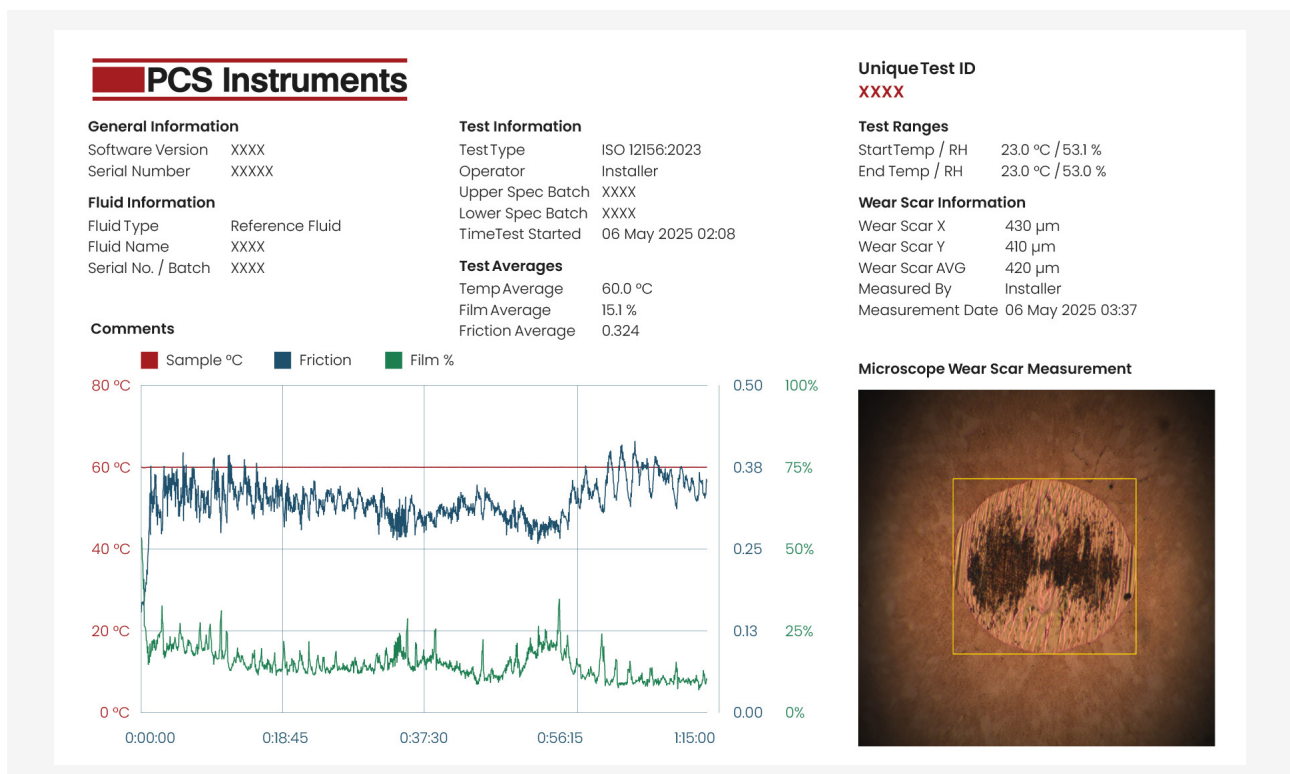 PCS Instruments
Unique Test ID
XXXX
General Information
Software Version XXXX
Serial Number XXXXX
Fluid Information
Fluid Type Reference Fluid
Fluid Name XXXX
Serial No. / Batch XXXX
Test Information
Test Type ISO 12156:2023
Operator Installer
Upper Spec Batch XXXX
Lower Spec Batch XXXX
Time Test Started 06 May 2025 02:08
Test Averages
Temp Average 60.0 °C
Film Average 15.1 %
Friction Average 0.324
Test Ranges
Start Temp / RH 23.0 °C / 53.1 %
End Temp / RH 23.0 °C / 53.0 %
Wear Scar Information
Wear Scar X 430 µm
Wear Scar Y 410 µm
Wear Scar AVG 420 µm
Measured By Installer
Measurement Date 06 May 2025 03:37
Comments
Sample °C Friction Film %
80 °C 0.50 100%
60 °C 0.38 75%
40 °C 0.25 50%
20 °C 0.13 25%
0 °C 0.00 0%
0:00:00 0:18:45 0:37:30 0:56:15 1:15:00
Microscope Wear Scar Measurement